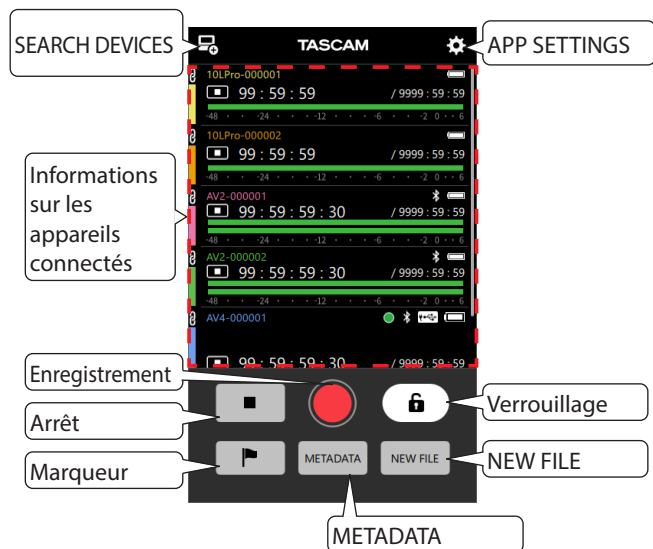 SEARCH DEVICES
TASCAM
APP SETTINGS
10LPro-000001
99 : 59 : 59
/ 9999 : 59 : 59
-48 -24 -12 -6 -2 0 6
10LPro-000002
99 : 59 : 59
/ 9999 : 59 : 59
-48 -24 -12 -6 -2 0 6
Informations
sur les
appareils
connectés
AV2-000001
99 : 59 : 59 : 30
/ 9999 : 59 : 59
-48 -24 -12 -6 -2 0 6
AV2-000002
99 : 59 : 59 : 30
/ 9999 : 59 : 59
-48 -24 -12 -6 -2 0 6
AV4-000001
99 : 59 : 59 : 30
/ 9999 : 59 : 59
Enregistrement
Verrouillage
Arrêt
Marqueur
METADATA
NEW FILE
NEW FILE
METADATA